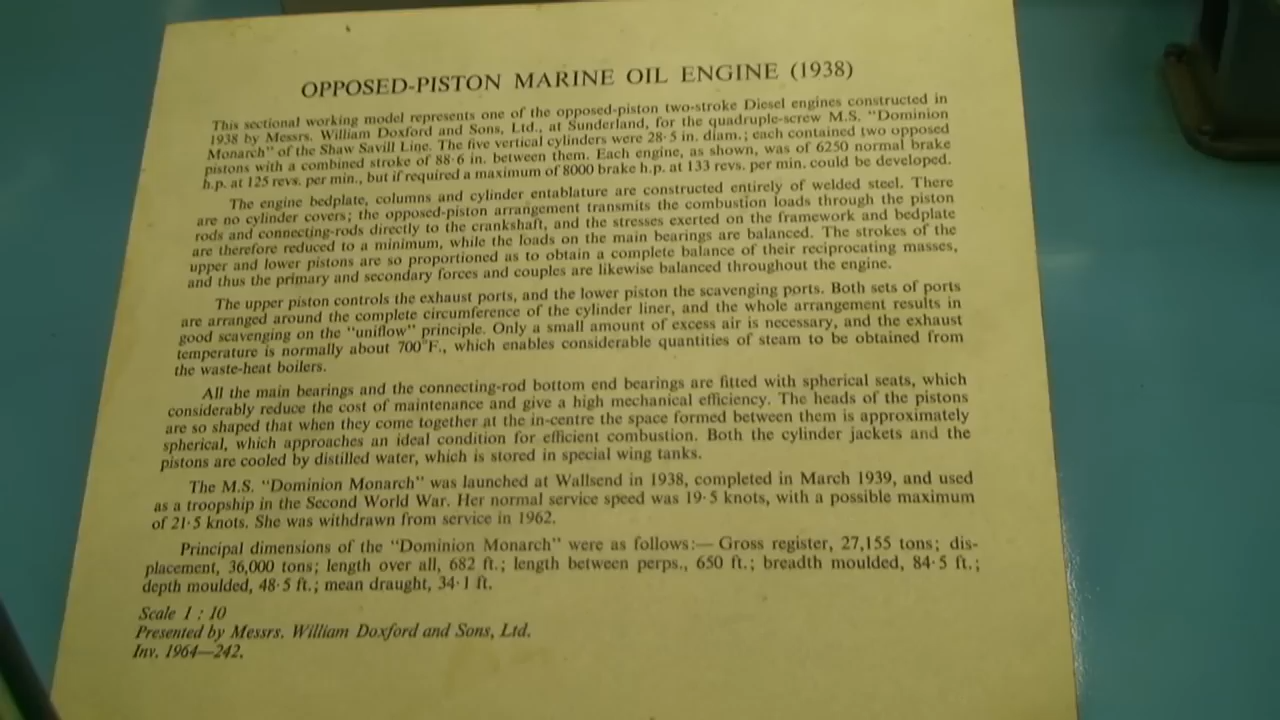 OPPOSED-PISTON MARINE OIL ENGINE (1938)
This sectional working model represents one of the opposed-piston two-stroke Diesel engines constructed in
1938 by Messrs. William Doxford and Sons, Ltd., at Sunderland, for the quadruple-screw M.S. "Dominion
Monarch" of the Shaw Savill Line. The five vertical cylinders were 28·5 in. diam.; each contained two opposed
pistons with a combined stroke of 88·6 in. between them. Each engine, as shown, was of 6250 normal brake
h.p. at 125 revs. per min., but if required a maximum of 8000 brake h.p. at 133 revs. per min. could be developed.
The engine bedplate, columns and cylinder entablature are constructed entirely of welded steel. There
are no cylinder covers; the opposed-piston arrangement transmits the combustion loads through the piston
rods and connecting-rods directly to the crankshaft, and the stresses exerted on the framework and bedplate
are therefore reduced to a minimum, while the loads on the main bearings are balanced. The strokes of the
upper and lower pistons are so proportioned as to obtain a complete balance of their reciprocating masses,
and thus the primary and secondary forces and couples are likewise balanced throughout the engine.
The upper piston controls the exhaust ports, and the lower piston the scavenging ports. Both sets of ports
are arranged around the complete circumference of the cylinder liner, and the whole arrangement results in
good scavenging on the "uniflow" principle. Only a small amount of excess air is necessary, and the exhaust
temperature is normally about 700°F., which enables considerable quantities of steam to be obtained from
the waste-heat boilers.
All the main bearings and the connecting-rod bottom end bearings are fitted with spherical seats, which
considerably reduce the cost of maintenance and give a high mechanical efficiency. The heads of the pistons
are so shaped that when they come together at the in-centre the space formed between them is approximately
spherical, which approaches an ideal condition for efficient combustion. Both the cylinder jackets and the
pistons are cooled by distilled water, which is stored in special wing tanks.
The M.S. "Dominion Monarch" was launched at Wallsend in 1938, completed in March 1939, and used
as a troopship in the Second World War. Her normal service speed was 19·5 knots, with a possible maximum
of 21·5 knots. She was withdrawn from service in 1962.
Principal dimensions of the "Dominion Monarch" were as follows:— Gross register, 27,155 tons; dis-
placement, 36,000 tons; length over all, 682 ft.; length between perps., 650 ft.; breadth moulded, 84·5 ft.;
depth moulded, 48·5 ft.; mean draught, 34·1 ft.
Scale 1 : 10
Presented by Messrs. William Doxford and Sons, Ltd.
Inv. 1964—242.